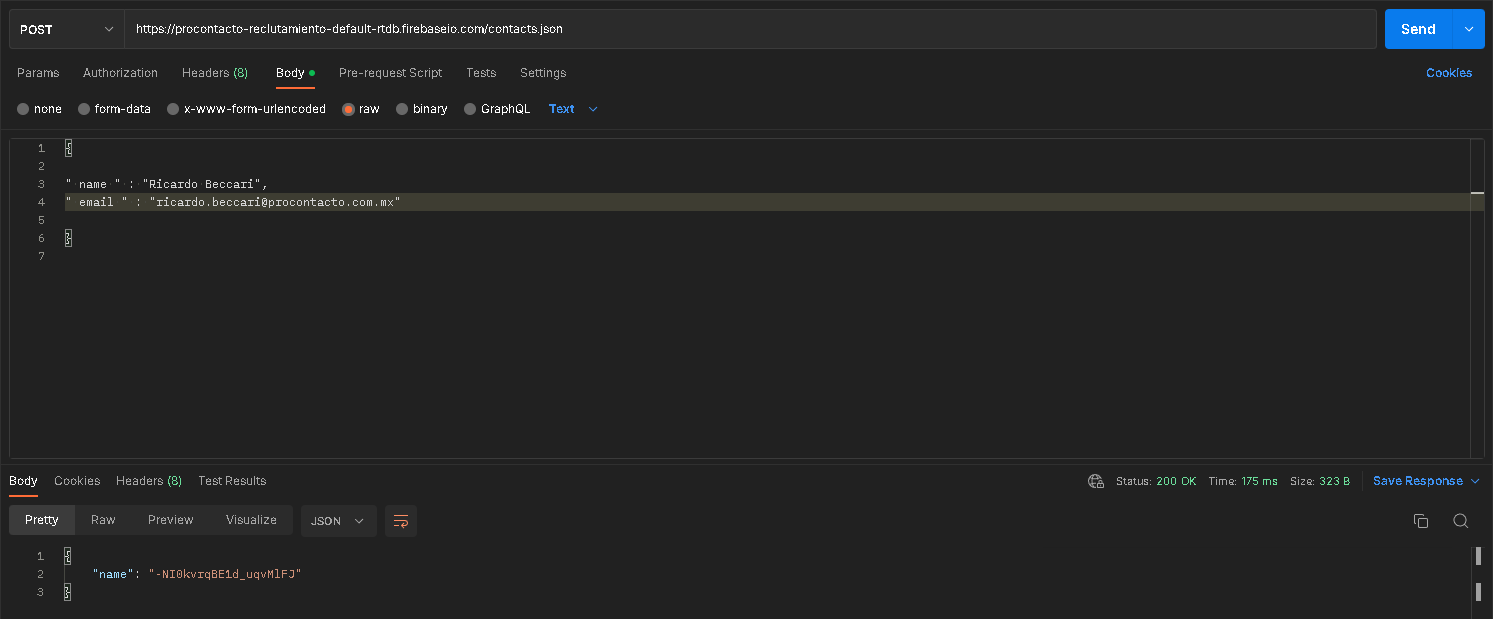 POST https://procontacto-reclutamiento-default-rtdb.firebaseio.com/contacts.json Send
Params Authorization Headers (8) Body Pre-request Script Tests Settings Cookies
none form-data x-www-form-urlencoded raw binary GraphQL Text
1 {
2
3 " name " : "Ricardo Beccari",
4 " email " : "ricardo.beccari@procontacto.com.mx"
5
6 }
7
Body Cookies Headers (8) Test Results Status: 200 OK Time: 175 ms Size: 323 B Save Response
Pretty Raw Preview Visualize JSON
1 {
2 "name": "-NI0kvrqBE1d_uqvMlFJ"
3 }